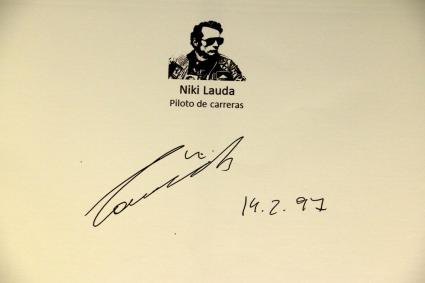 Niki Lauda
Piloto de carreras
14.2.97